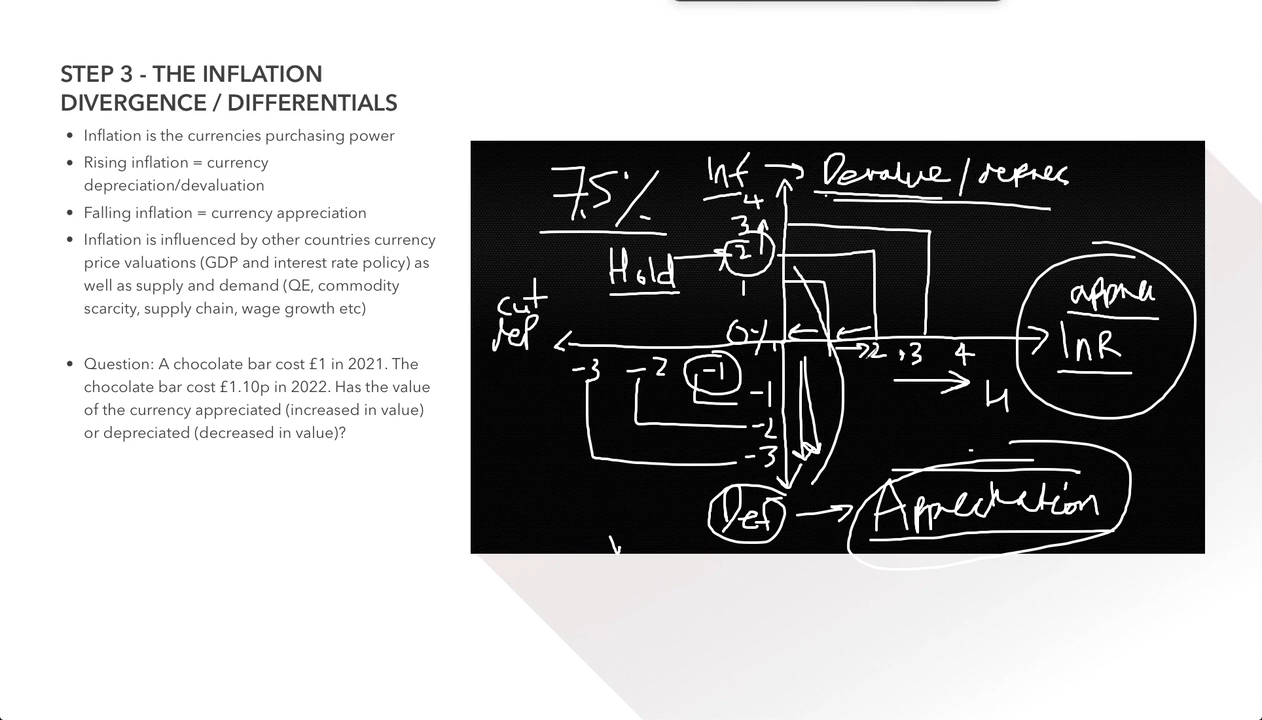 STEP 3 - THE INFLATION
DIVERGENCE / DIFFERENTIALS
• Inflation is the currencies purchasing power
• Rising inflation = currency
depreciation/devaluation
• Falling inflation = currency appreciation
• Inflation is influenced by other countries currency
price valuations (GDP and interest rate policy) as
well as supply and demand (QE, commodity
scarcity, supply chain, wage growth etc)
• Question: A chocolate bar cost £1 in 2021. The
chocolate bar cost £1.10p in 2022. Has the value
of the currency appreciated (increased in value)
or depreciated (decreased in value)?
7.5%
Inf → Devalue /
4
3
2
Hold
1
cut
0%
2 3 4
InR
-3 -2 -1
-1
-2
-3
Def → Appreciation